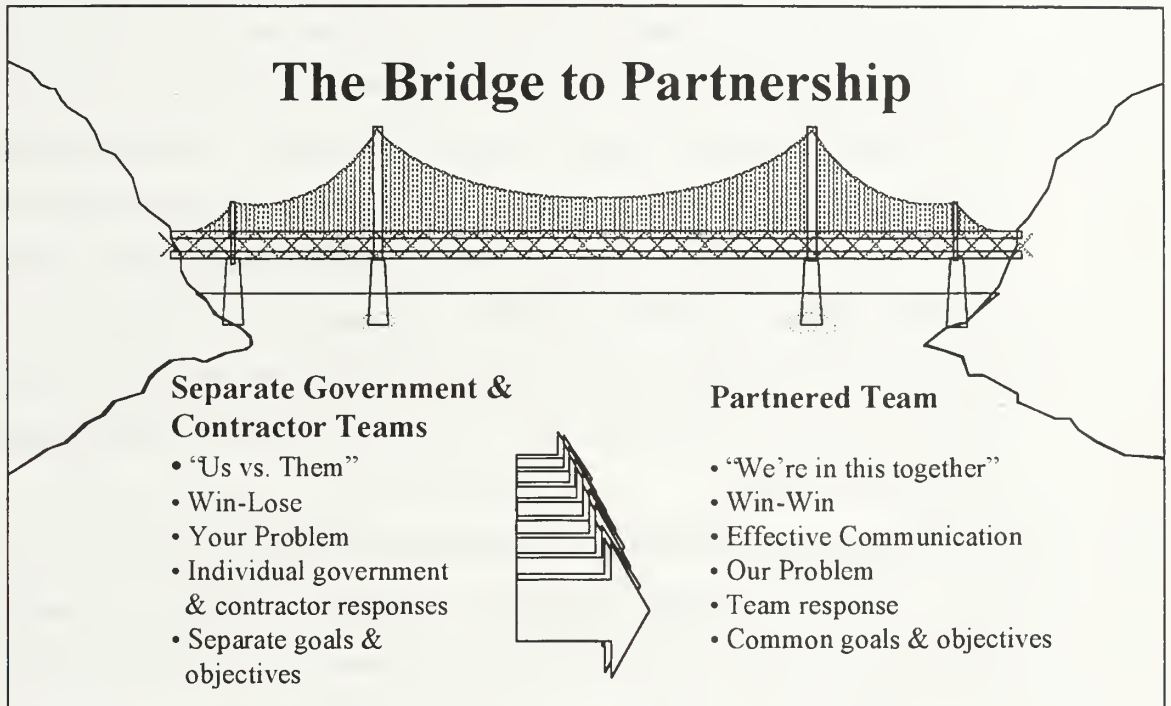 The Bridge to Partnership
Separate Government &
Contractor Teams
• "Us vs. Them"
• Win-Lose
• Your Problem
• Individual government
& contractor responses
• Separate goals &
objectives
Partnered Team
• "We're in this together"
• Win-Win
• Effective Communication
• Our Problem
• Team response
• Common goals & objectives